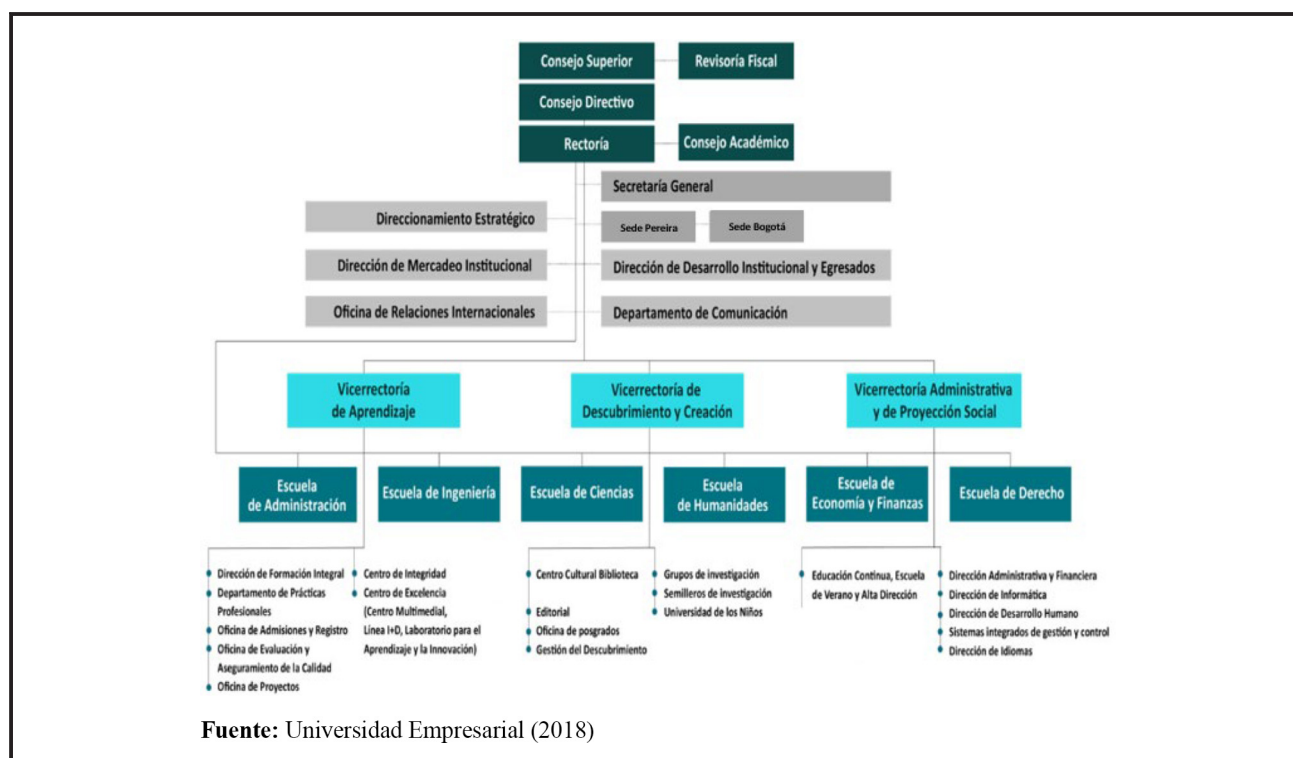 Consejo Superior
Revisoría Fiscal
Consejo Directivo
Rectoría
Consejo Académico
Secretaría General
Direccionamiento Estratégico
Sede Pereira
Sede Bogotá
Dirección de Mercadeo Institucional
Dirección de Desarrollo Institucional y Egresados
Oficina de Relaciones Internacionales
Departamento de Comunicación
Vicerrectoría
de Aprendizaje
Vicerrectoría de
Descubrimiento y Creación
Vicerrectoría Administrativa
y de Proyección Social
Escuela
de Administración
Escuela de Ingeniería
Escuela de Ciencias
Escuela
de Humanidades
Escuela de
Economía y Finanzas
Escuela de Derecho
Dirección de Formación Integral
Departamento de Prácticas
Profesionales
Oficina de Admisiones y Registro
Oficina de Evaluación y
Aseguramiento de la Calidad
Oficina de Proyectos
Centro de Integridad
Centro de Excelencia
(Centro Multimedial,
Línea I+D, Laboratorio para el
Aprendizaje y la Innovación)
Centro Cultural Biblioteca
Editorial
Oficina de posgrados
Gestión del Descubrimiento
Grupos de investigación
Semilleros de investigación
Universidad de los Niños
Educación Continua, Escuela
de Verano y Alta Dirección
Dirección Administrativa y Financiera
Dirección de Informática
Dirección de Desarrollo Humano
Sistemas integrados de gestión y control
Dirección de Idiomas
Fuente: Universidad Empresarial (2018)